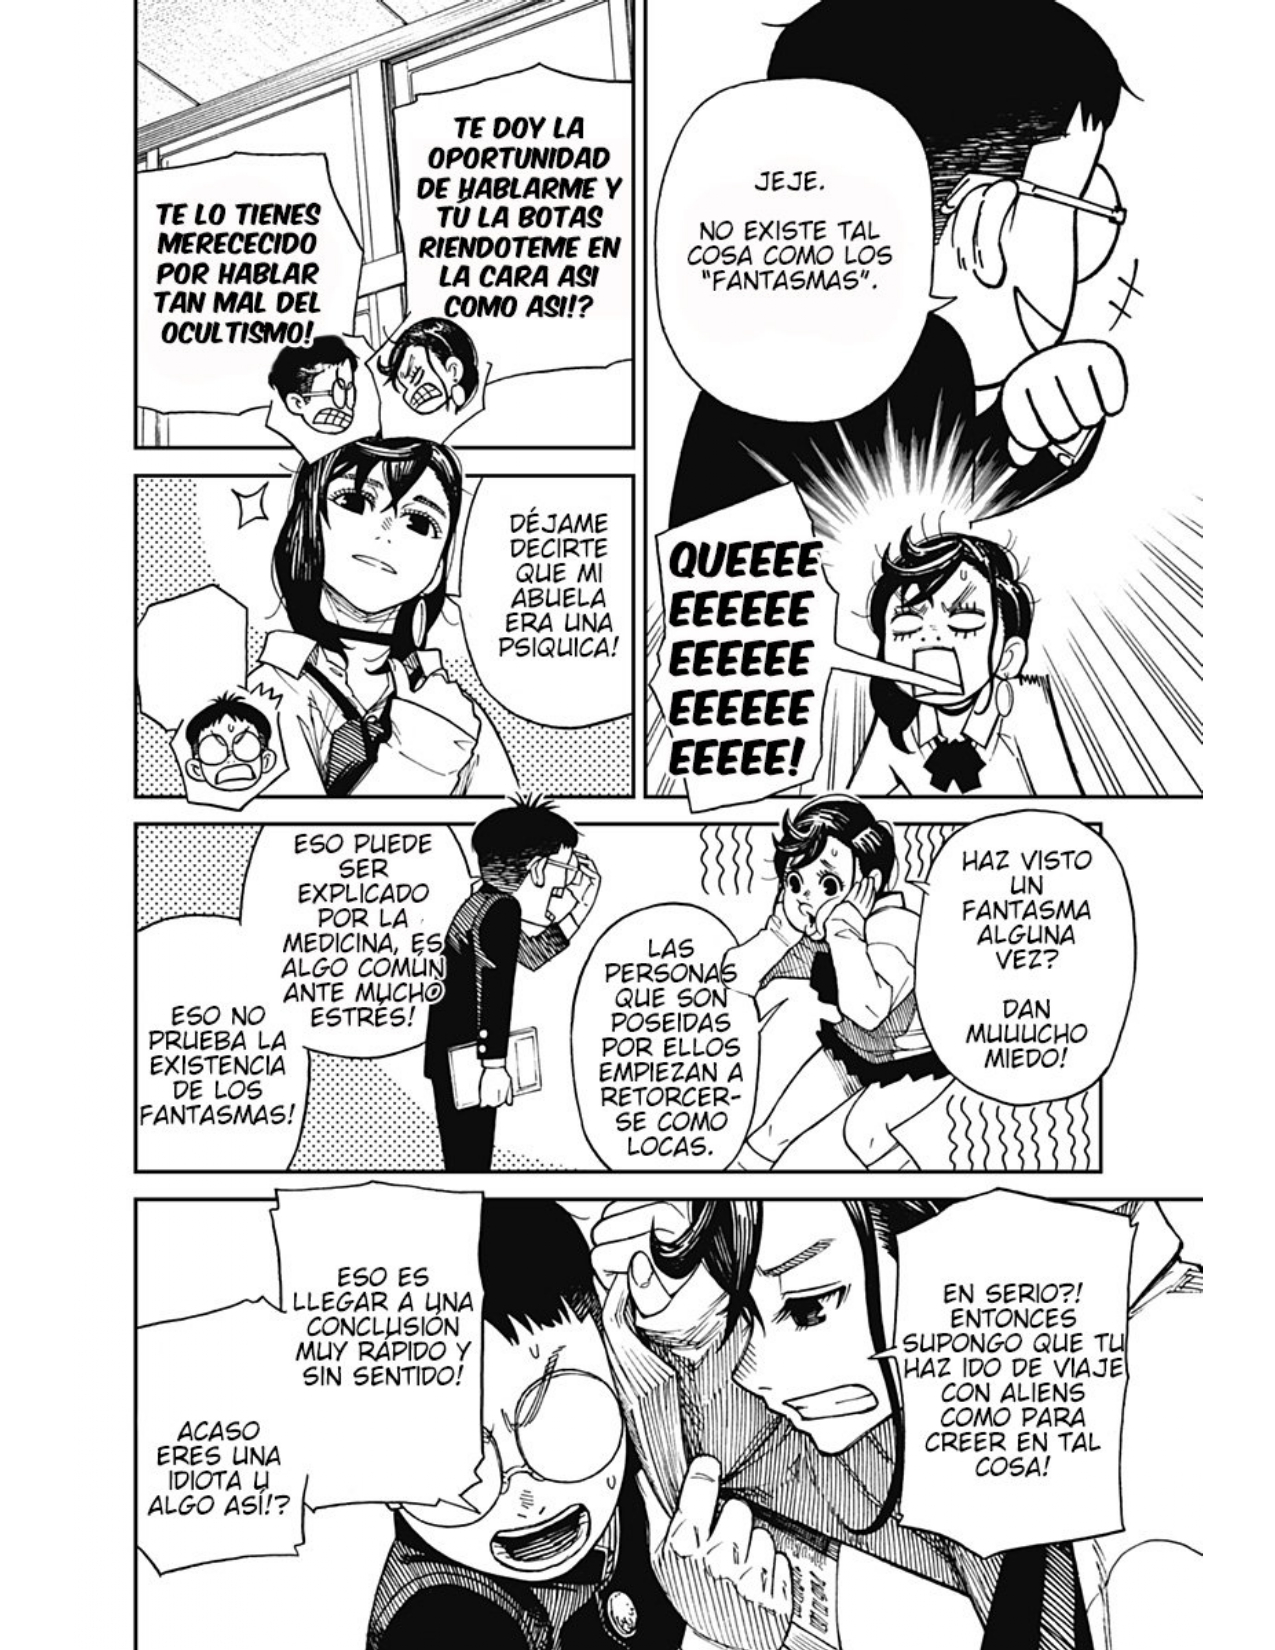 JEJE.
NO EXISTE TAL
COSA COMO LOS
"FANTASMAS".
QUEEEE
EEEEEE
EEEEEE
EEEEEE
EEEEE!
TE DOY LA
OPORTUNIDAD
DE HABLARME Y
TÚ LA BOTAS
RIENDOTEME EN
LA CARA ASI
COMO ASI!?
TE LO TIENES
MERECECIDO
POR HABLAR
TAN MAL DEL
OCULTISMO!
DÉJAME
DECIRTE
QUE MI
ABUELA
ERA UNA
PSIQUICA!
HAZ VISTO
UN
FANTASMA
ALGUNA
VEZ?
DAN
MUUUCHO
MIEDO!
LAS
PERSONAS
QUE SON
POSEIDAS
POR ELLOS
EMPIEZAN A
RETORCER-
SE COMO
LOCAS.
ESO PUEDE
SER
EXPLICADO
POR LA
MEDICINA, ES
ALGO COMÚN
ANTE MUCHO
ESTRÉS!
ESO NO
PRUEBA LA
EXISTENCIA
DE LOS
FANTASMAS!
EN SERIO?!
ENTONCES
SUPONGO QUE TU
HAZ IDO DE VIAJE
CON ALIENS
COMO PARA
CREER EN TAL
COSA!
ESO ES
LLEGAR A UNA
CONCLUSIÓN
MUY RÁPIDO Y
SIN SENTIDO!
ACASO
ERES UNA
IDIOTA U
ALGO ASÍ!?